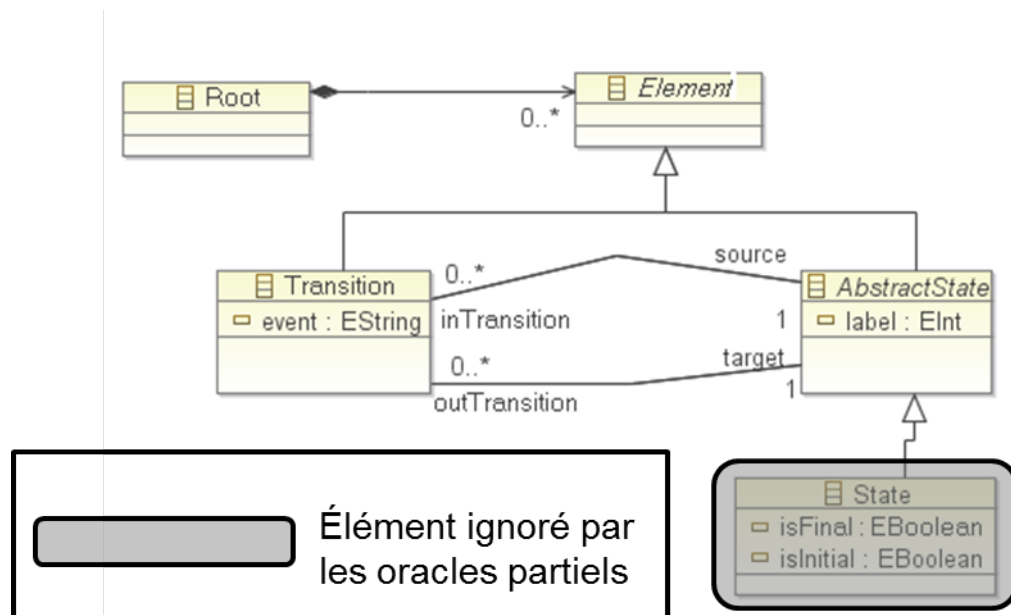 Root
Element
0..*
Transition
event : EString
0..*
inTransition
source
1
0..*
outTransition
target
1
AbstractState
label : EInt
State
isFinal : EBoolean
isInitial : EBoolean
Élément ignoré par
les oracles partiels